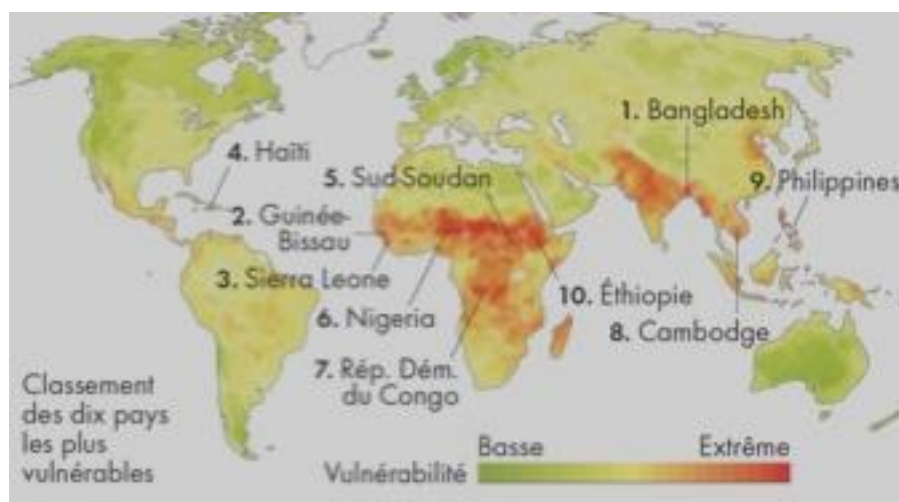 1. Bangladesh
4. Haïti
5. Sud-Soudan
9. Philippines
2. Guinée-
Bissau
3. Sierra Leone
10. Éthiopie
6. Nigeria
8. Cambodge
7. Rép. Dém.
du Congo
Classement
des dix pays
les plus
vulnérables
Basse
Extrême
Vulnérabilité